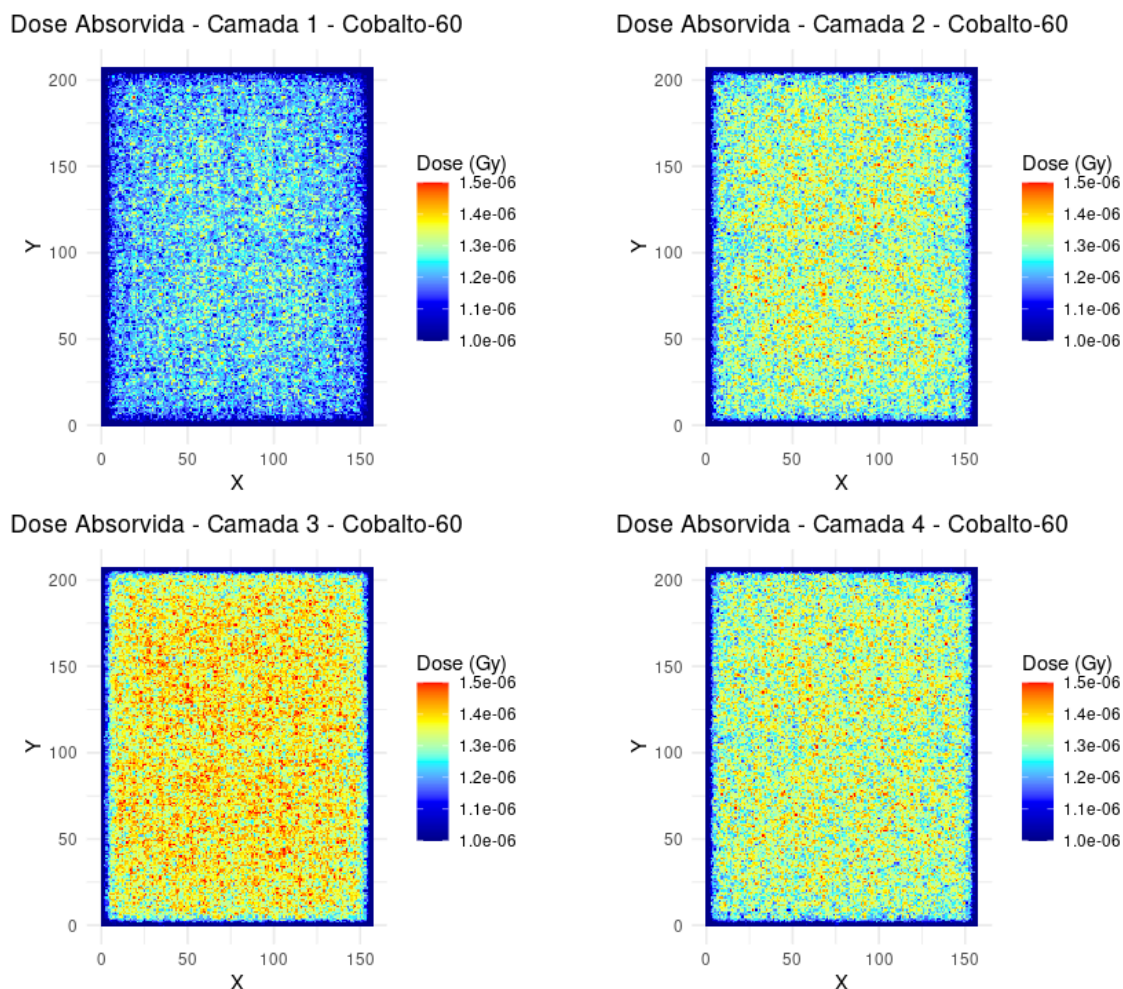 Dose Absorvida - Camada 1 - Cobalto-60
200
150
100
50
0
Y
0 50 100 150
X
Dose (Gy)
1.5e-06
1.4e-06
1.3e-06
1.2e-06
1.1e-06
1.0e-06
Dose Absorvida - Camada 2 - Cobalto-60
200
150
100
50
0
Y
0 50 100 150
X
Dose (Gy)
1.5e-06
1.4e-06
1.3e-06
1.2e-06
1.1e-06
1.0e-06
Dose Absorvida - Camada 3 - Cobalto-60
200
150
100
50
0
Y
0 50 100 150
X
Dose (Gy)
1.5e-06
1.4e-06
1.3e-06
1.2e-06
1.1e-06
1.0e-06
Dose Absorvida - Camada 4 - Cobalto-60
200
150
100
50
0
Y
0 50 100 150
X
Dose (Gy)
1.5e-06
1.4e-06
1.3e-06
1.2e-06
1.1e-06
1.0e-06